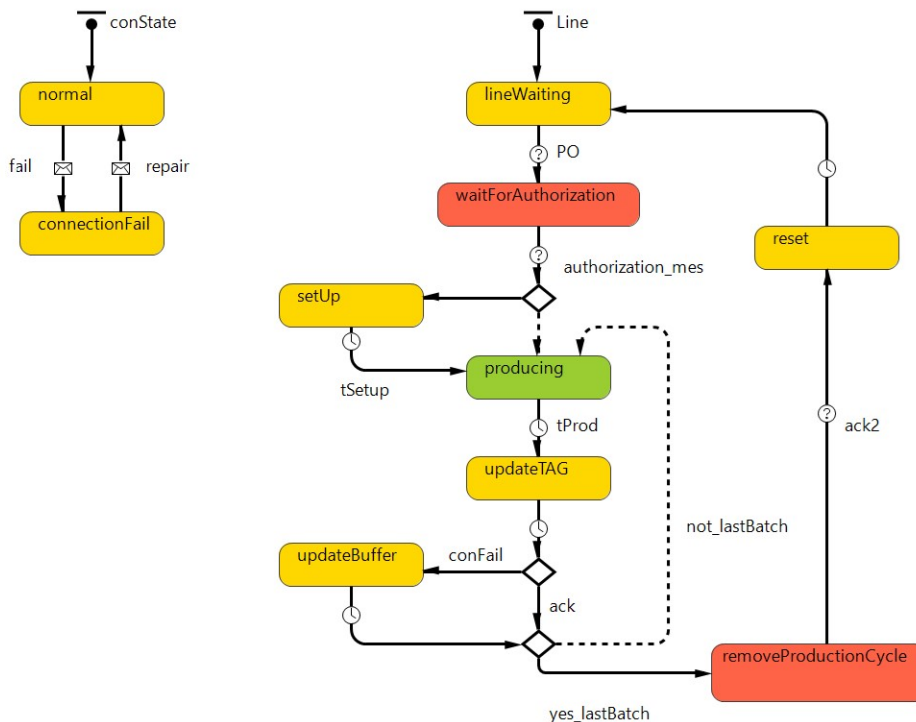 conState
normal
fail
repair
connectionFail
Line
lineWaiting
PO
waitForAuthorization
authorization_mes
setUp
tSetup
producing
tProd
updateTAG
not_lastBatch
updateBuffer
conFail
ack
yes_lastBatch
removeProductionCycle
ack2
reset